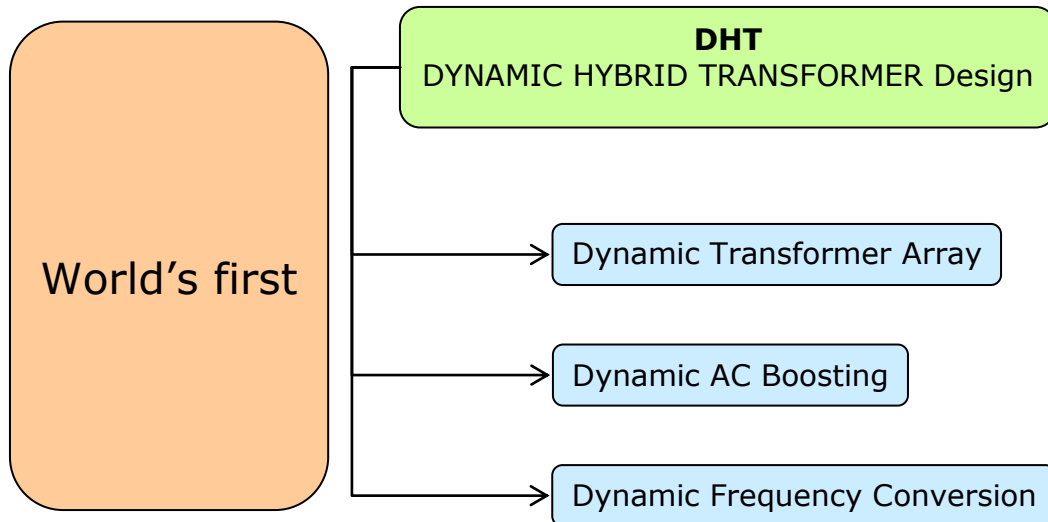 World’s first
DHT
DYNAMIC HYBRID TRANSFORMER Design
Dynamic Transformer Array
Dynamic AC Boosting
Dynamic Frequency Conversion